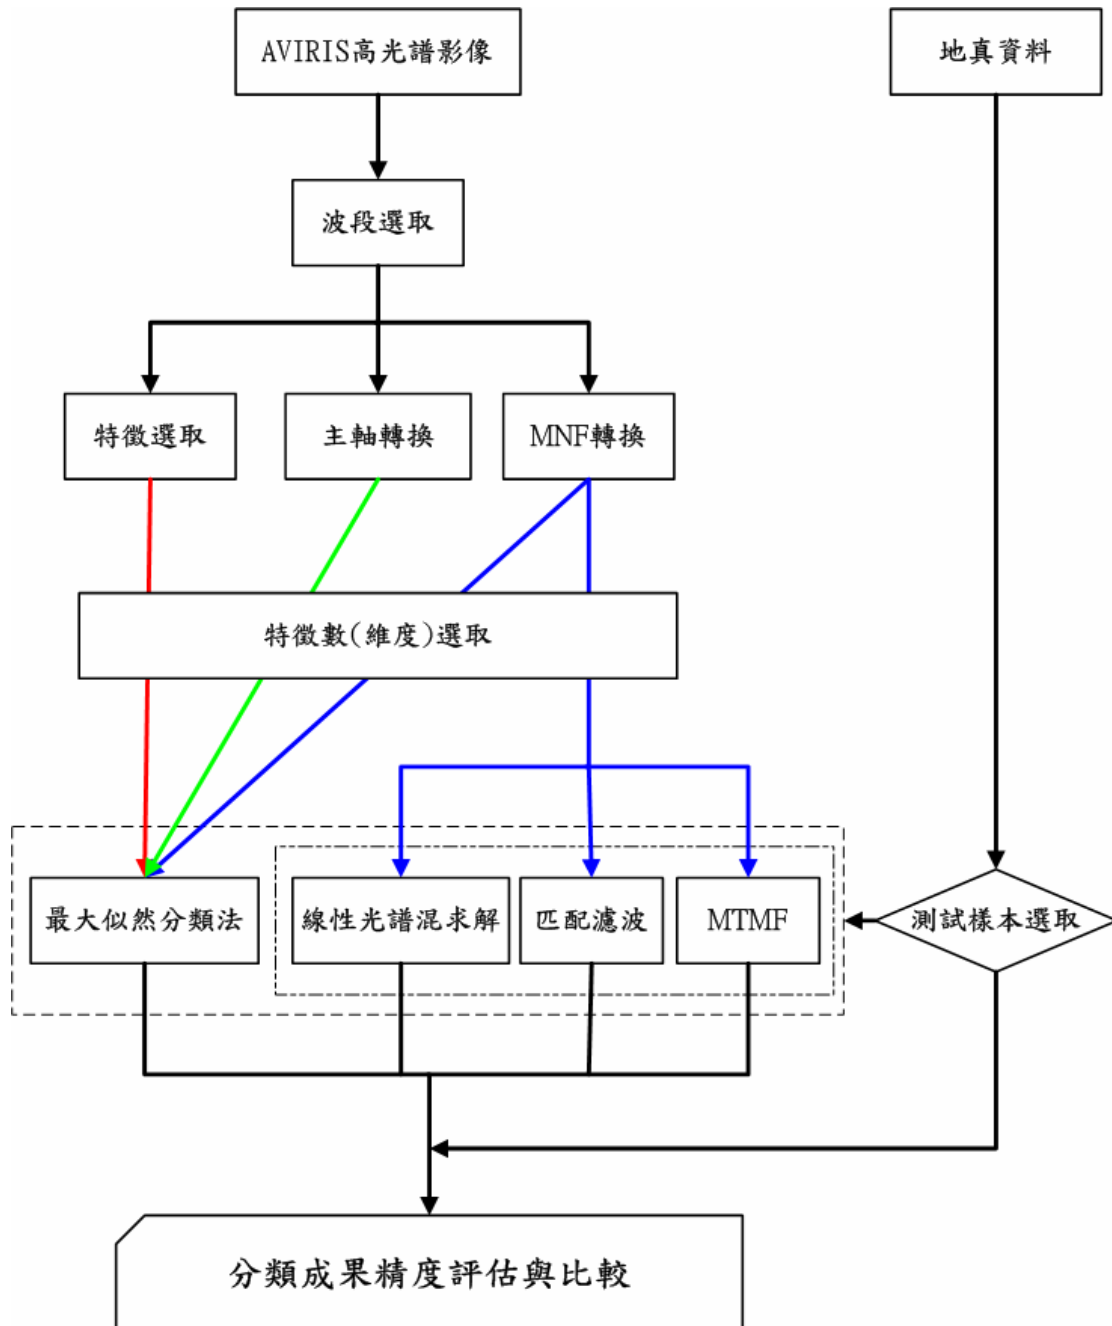 AVIRIS高光譜影像
地真資料
波段選取
特徵選取
主軸轉換
MNF轉換
特徵數(維度)選取
最大似然分類法
線性光譜混求解
匹配濾波
MTMF
測試樣本選取
分類成果精度評估與比較